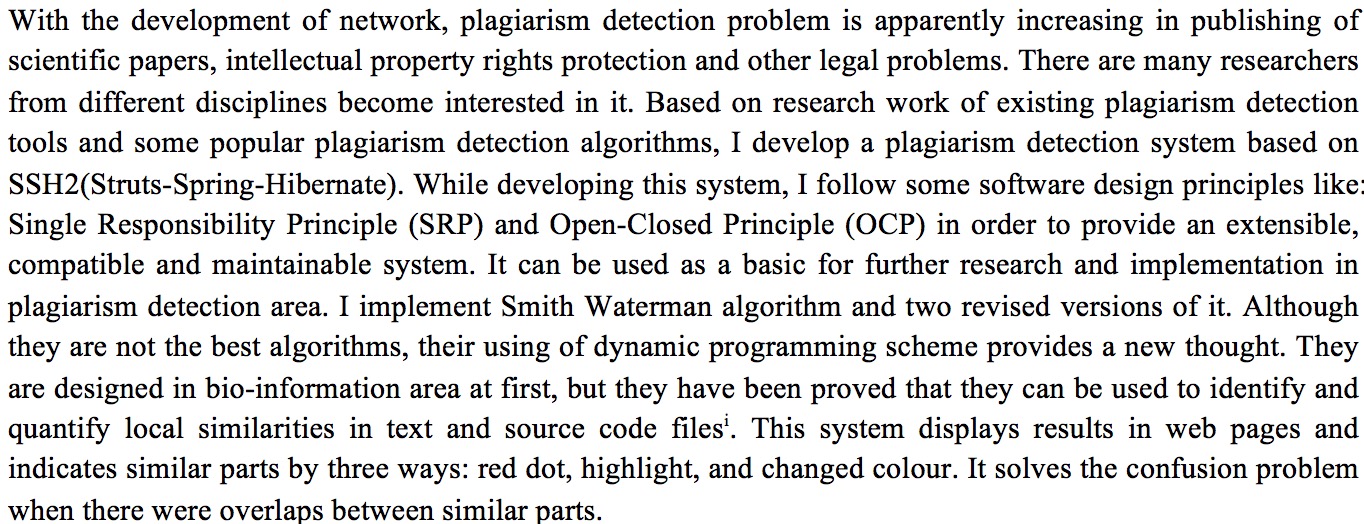 With the development of network, plagiarism detection problem is apparently increasing in publishing of
scientific papers, intellectual property rights protection and other legal problems. There are many researchers
from different disciplines become interested in it. Based on research work of existing plagiarism detection
tools and some popular plagiarism detection algorithms, I develop a plagiarism detection system based on
SSH2(Struts-Spring-Hibernate). While developing this system, I follow some software design principles like:
Single Responsibility Principle (SRP) and Open-Closed Principle (OCP) in order to provide an extensible,
compatible and maintainable system. It can be used as a basic for further research and implementation in
plagiarism detection area. I implement Smith Waterman algorithm and two revised versions of it. Although
they are not the best algorithms, their using of dynamic programming scheme provides a new thought. They
are designed in bio-information area at first, but they have been proved that they can be used to identify and
quantify local similarities in text and source code filesⁱ. This system displays results in web pages and
indicates similar parts by three ways: red dot, highlight, and changed colour. It solves the confusion problem
when there were overlaps between similar parts.